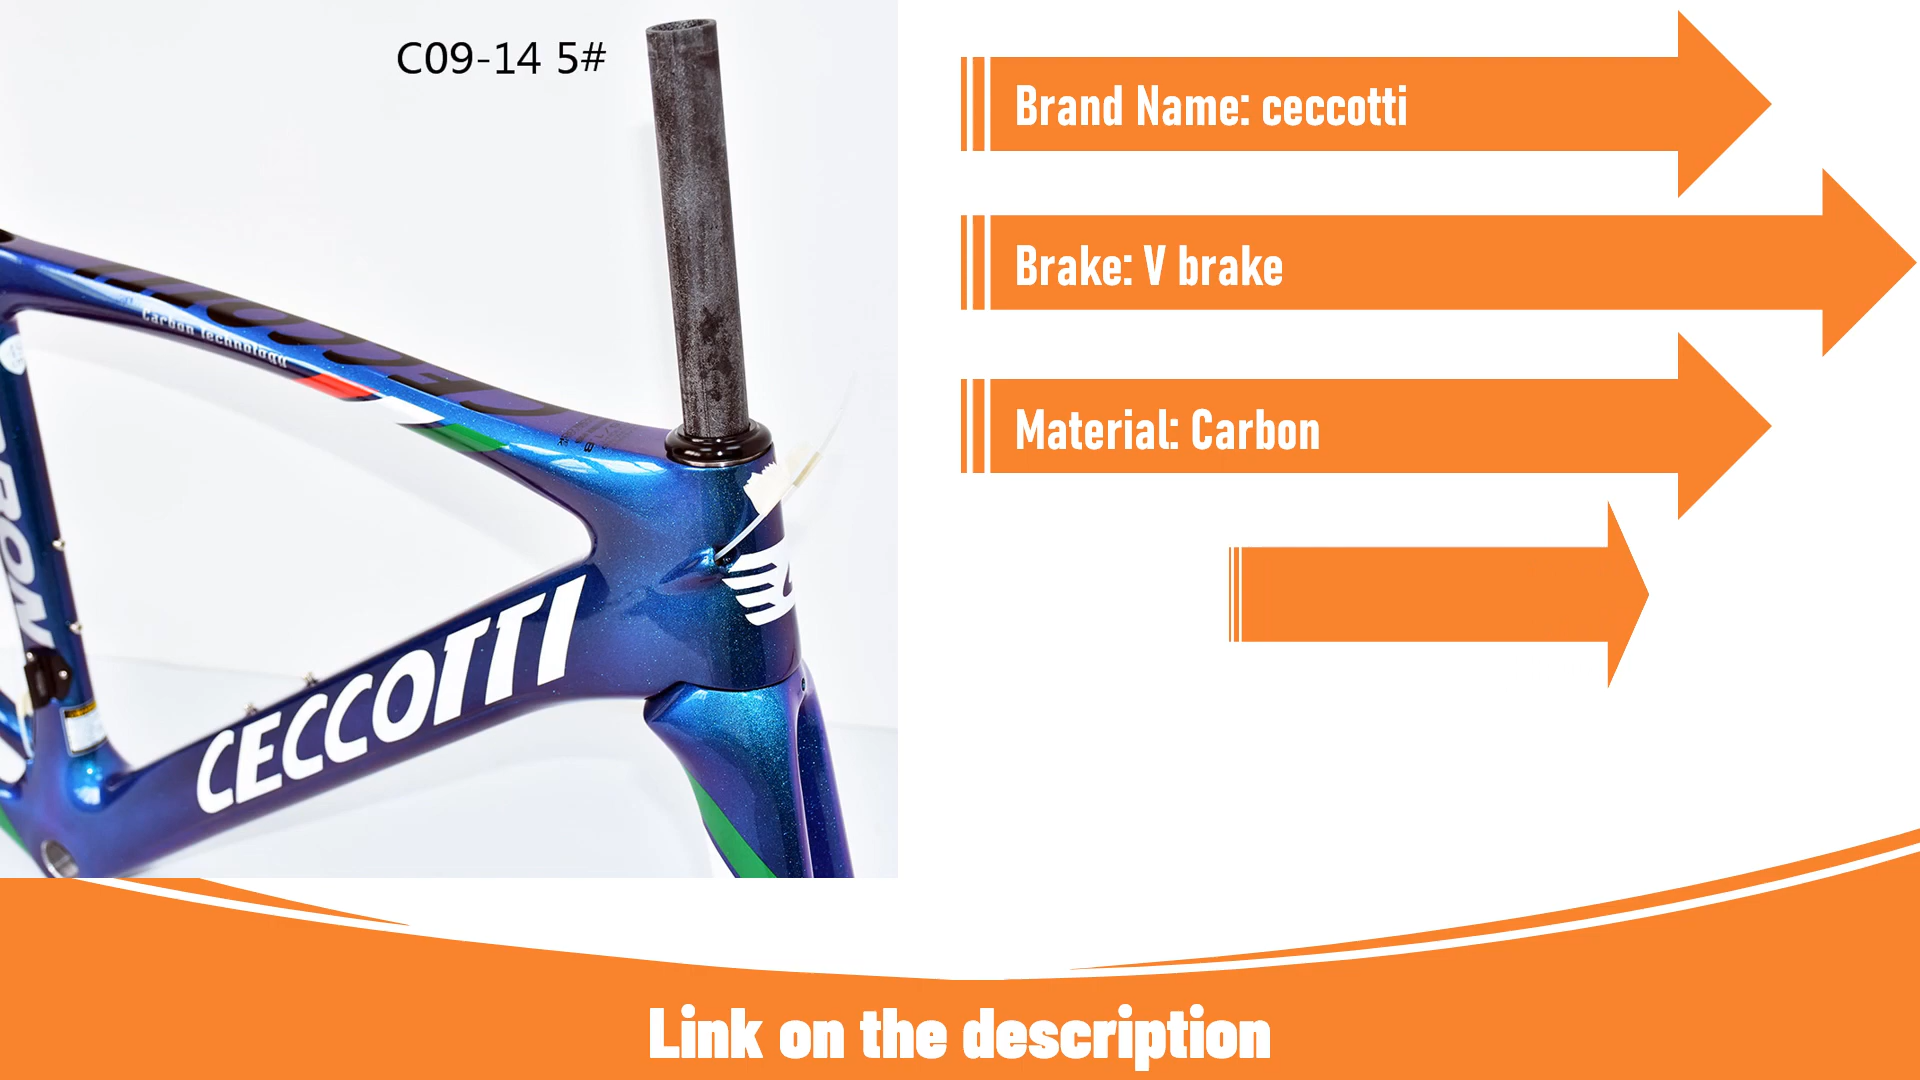 C09-14 5#
Brand Name: ceccotti
Brake: V brake
Material: Carbon
Carbon Technology
CECCOTTI
Link on the description